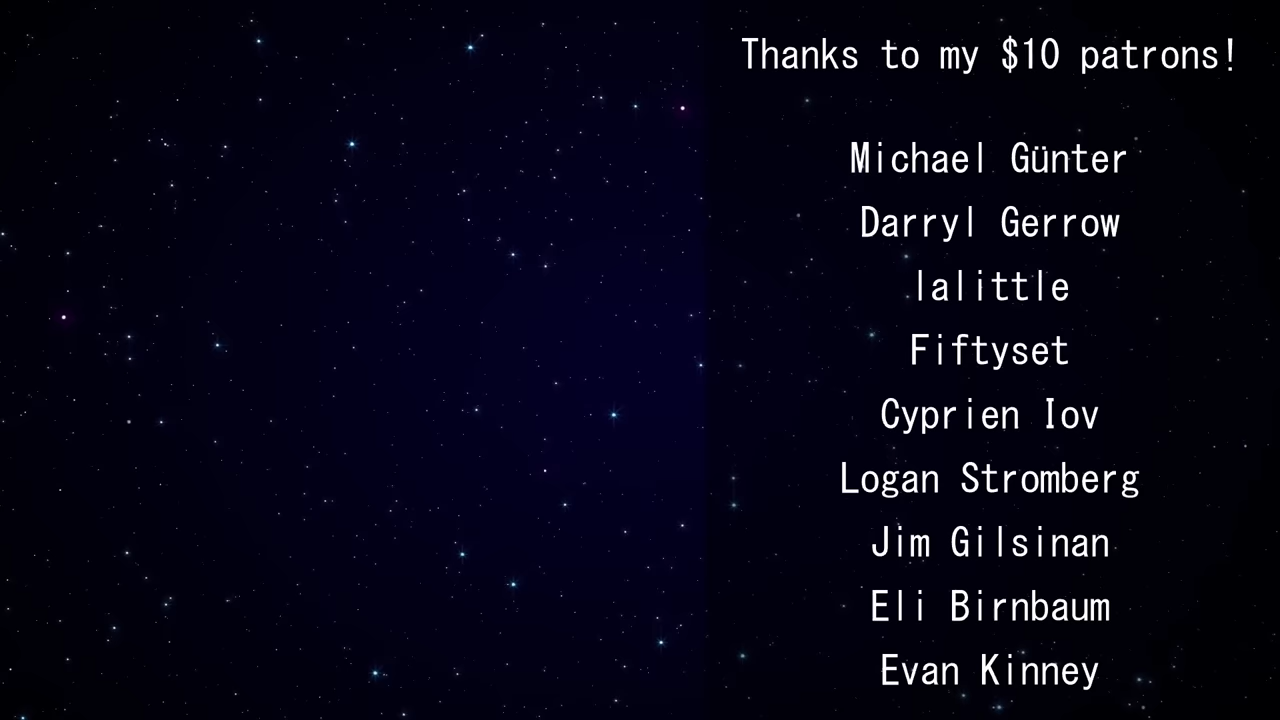 Thanks to my $10 patrons!
Michael Günter
Darryl Gerrow
lalittle
Fiftyset
Cyprien Iov
Logan Stromberg
Jim Gilsinan
Eli Birnbaum
Evan Kinney